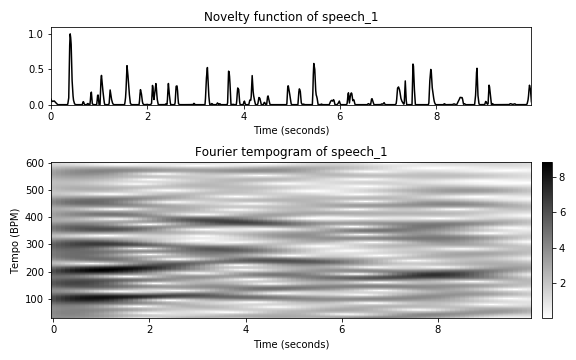 Novelty function of speech_1
1.0
0.5
0.0
0 2 4 6 8
Time (seconds)
Fourier tempogram of speech_1
600
500
400
300
200
100
Tempo (BPM)
0 2 4 6 8
Time (seconds)
8
6
4
2